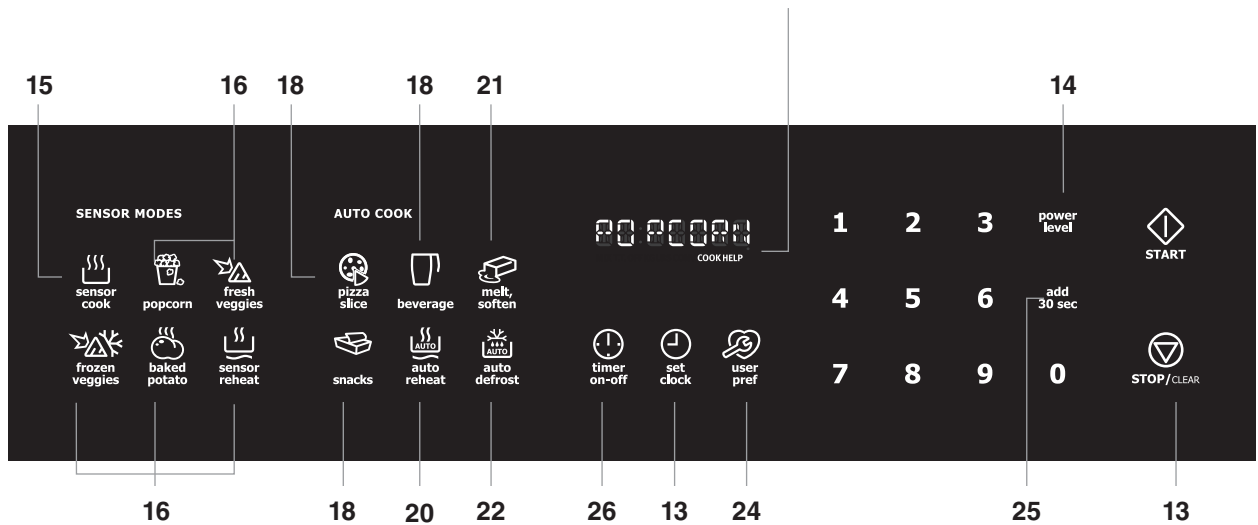 15
16
18
18
21
14
SENSOR MODES
AUTO COOK
POPCORN
COOK HELP
1 2 3
power
level
START
sensor
cook
popcorn
fresh
veggies
pizza
slice
beverage
melt,
soften
4 5 6
add
30 sec
frozen
veggies
baked
potato
sensor
reheat
snacks
AUTO
auto
reheat
AUTO
auto
defrost
timer
on-off
set
clock
user
pref
7 8 9 0
STOP/CLEAR
16
18
20
22
26
13
24
25
13